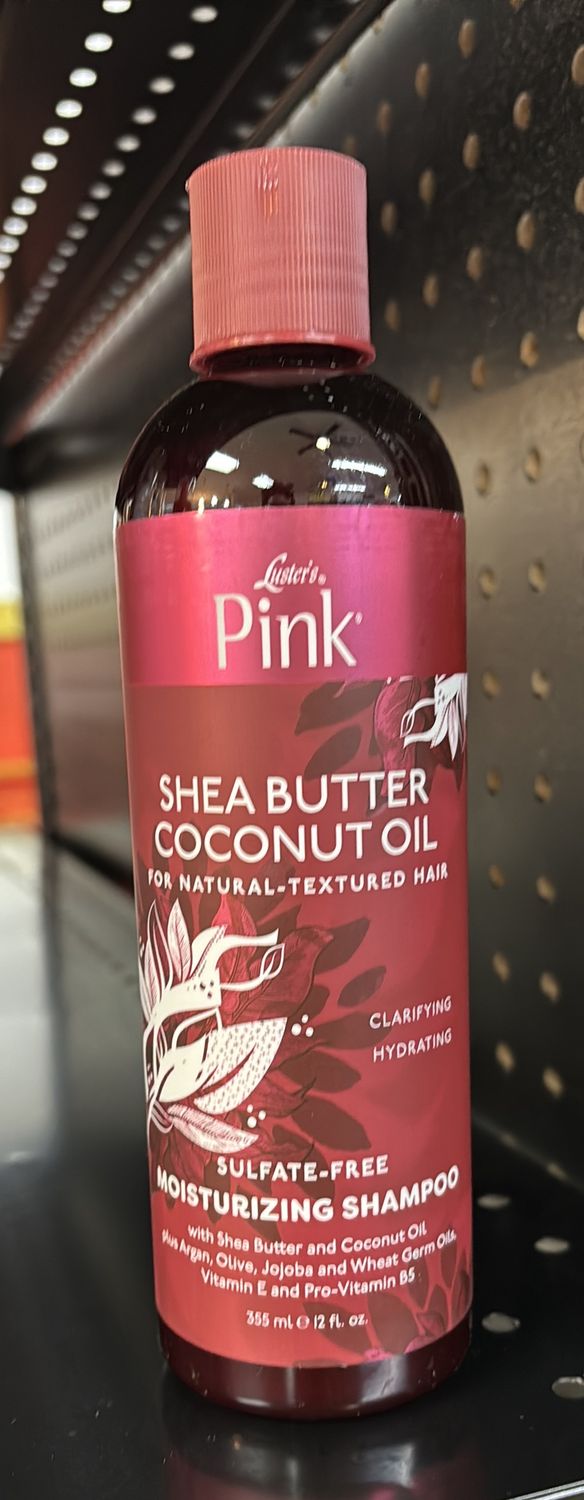 Luster's®
Pink®
SHEA BUTTER
COCONUT OIL
FOR NATURAL-TEXTURED HAIR
CLARIFYING
HYDRATING
SULFATE-FREE
MOISTURIZING SHAMPOO
with Shea Butter and Coconut Oil
plus Argan, Olive, Jojoba and Wheat Germ Oils,
Vitamin E and Pro-Vitamin B5
355 ml ℮ 12 fl. oz.